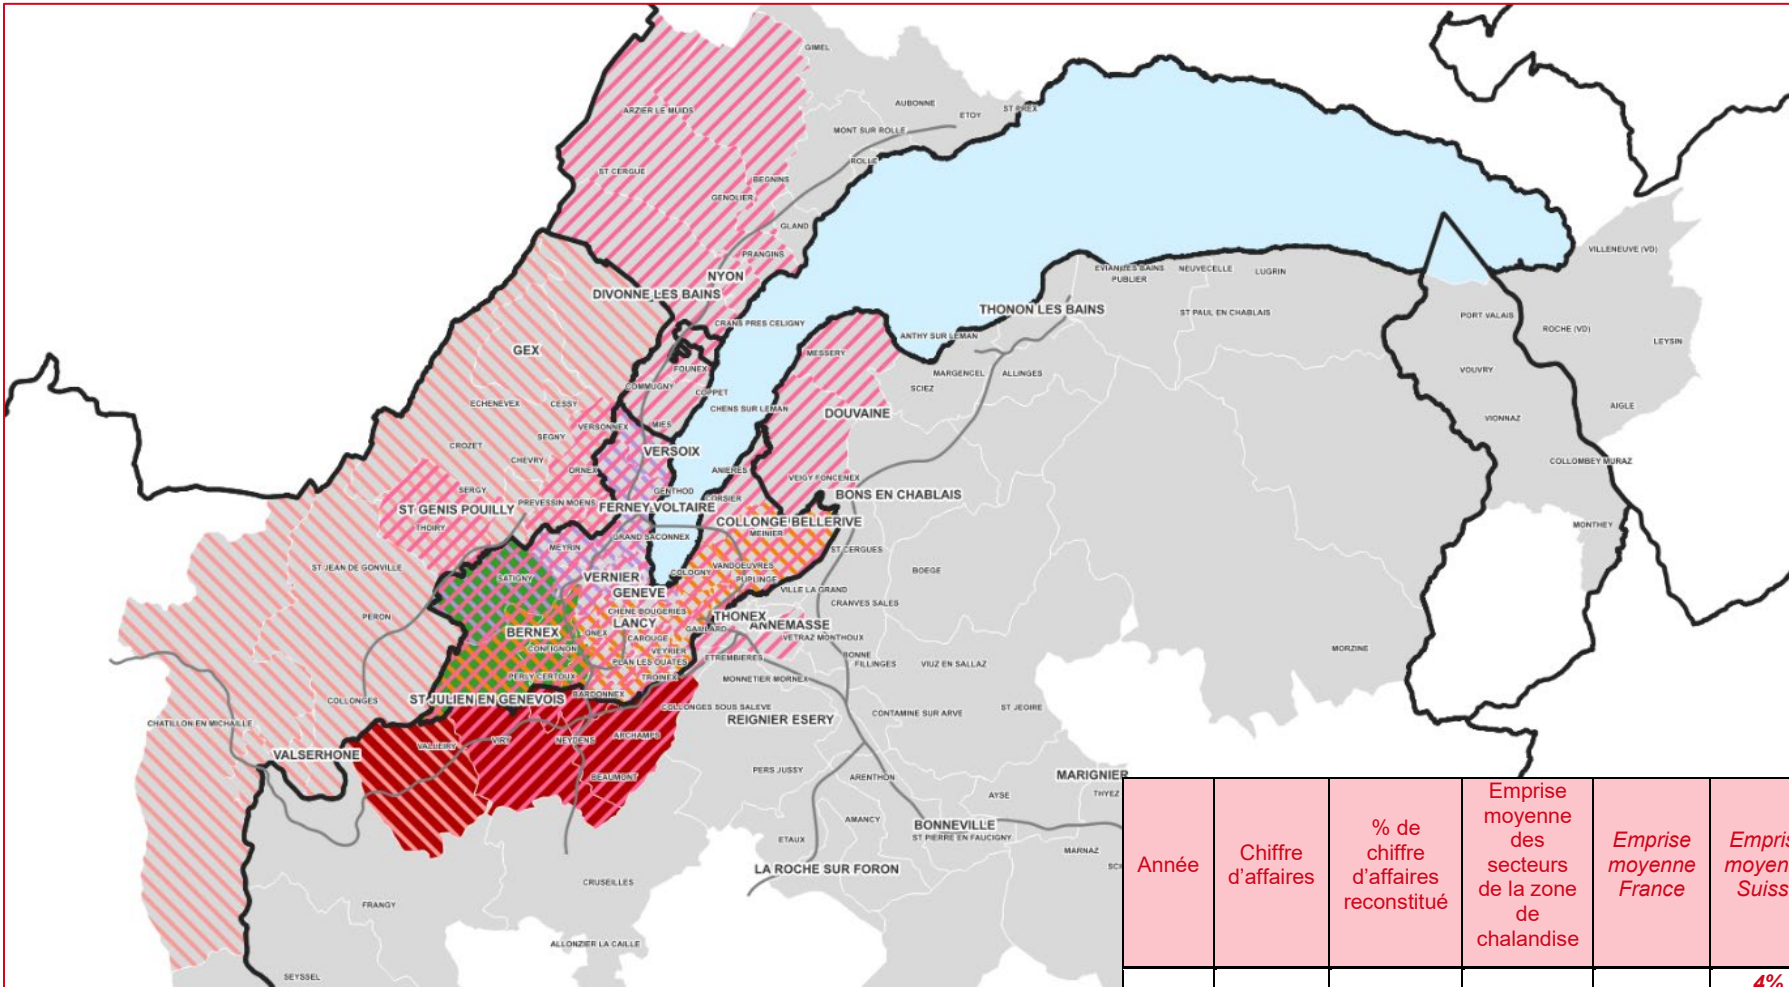 GIMEL
ARZIER LE MUIDS
AUBONNE
ST PREX
ETOY
MONT SUR ROLLE
ROLLE
ST CERGUE
BEGNINS
GENOLIER
GLAND
PRANGINS
NYON
DIVONNE LES BAINS
CRANS PRES CELIGNY
GEX
FOUNEX
COMMUGNY
COPPET
CHENS SUR LEMAN
MESSERY
ANTHY SUR LEMAN
THONON LES BAINS
EVIAN LES BAINS
PUBLIER
NEUVECELLE
LUGRIN
ST PAUL EN CHABLAIS
VILLENEUVE (VD)
PORT VALAIS
ROCHE (VD)
LEYSIN
VOUVRY
AIGLE
VIONNAZ
COLLOMBEY MURAZ
MONTHEY
MARGENCEL
ALLINGES
SCIEZ
DOUVAINE
ECHENEVEX
CESSY
VERSONNEX
MIES
SEGNY
CROZET
CHEVRY
ORNEX
VERSOIX
ANIERES
VEIGY FONCENEX
SERGY
GENTHOD
CORSIER
BONS EN CHABLAIS
PREVESSIN MOENS
ST GENIS POUILLY
FERNEY VOLTAIRE
THOIRY
COLLONGE BELLERIVE
MEINIER
GRAND SACONNEX
MEYRIN
ST CERGUES
ST JEAN DE GONVILLE
SATIGNY
VERNIER
COLOGNY
VANDOEUVRES
PUPLINGE
BOEGE
GENEVE
VILLE LA GRAND
CRANVES SALES
PERON
CHENE BOUGERIES
THONEX
LANCY
BERNEX
ONEX
CAROUGE
GAILLARD
ANNEMASSE
VETRAZ MONTHOUX
CONFIGNON
VEYRIER
ETREMBIERES
BONNE
FILLINGES
VIUZ EN SALLAZ
MORZINE
PLAN LES OUATES
PERLY CERTOUX
TROINEX
MONNETIER MORNEX
BARDONNEX
ST JULIEN EN GENEVOIS
COLLONGES
COLLONGES SOUS SALEVE
REIGNIER ESERY
CONTAMINE SUR ARVE
ST JEOIRE
CHATILLON EN MICHAILLE
VALLEIRY
VIRY
NEYDENS
ARCHAMPS
VALSERHONE
BEAUMONT
PERS JUSSY
ARENTHON
MARIGNIER
THYEZ
AYSE
AMANCY
BONNEVILLE
ST PIERRE EN FAUCIGNY
ETAUX
MARNAZ
LA ROCHE SUR FORON
CRUSEILLES
FRANGY
ALLONZIER LA CAILLE
SEYSSEL
Année
Chiffre
d'affaires
% de
chiffre
d'affaires
reconstitué
Emprise
moyenne
des
secteurs
de la zone
de
chalandise
Emprise
moyenne
France
4%